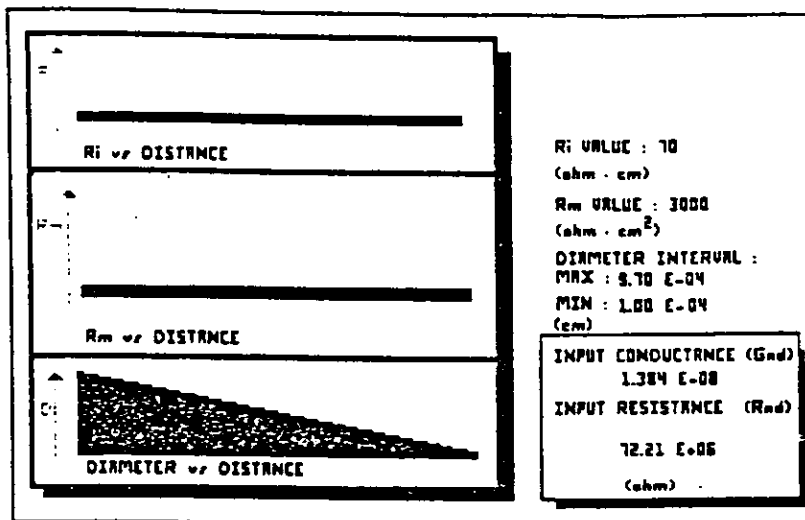 Ri vs DISTANCE
Rm vs DISTANCE
DIAMETER vs DISTANCE
Ri VALUE : 70
(ohm - cm)
Rm VALUE : 3000
(ohm - cm²)
DIAMETER INTERVAL :
MAX : 9.70 E-04
MIN : 1.00 E-04
(cm)
INPUT CONDUCTANCE (Gnd)
1.384 E-08
INPUT RESISTANCE (Rnd)
72.21 E+06
(ohm)